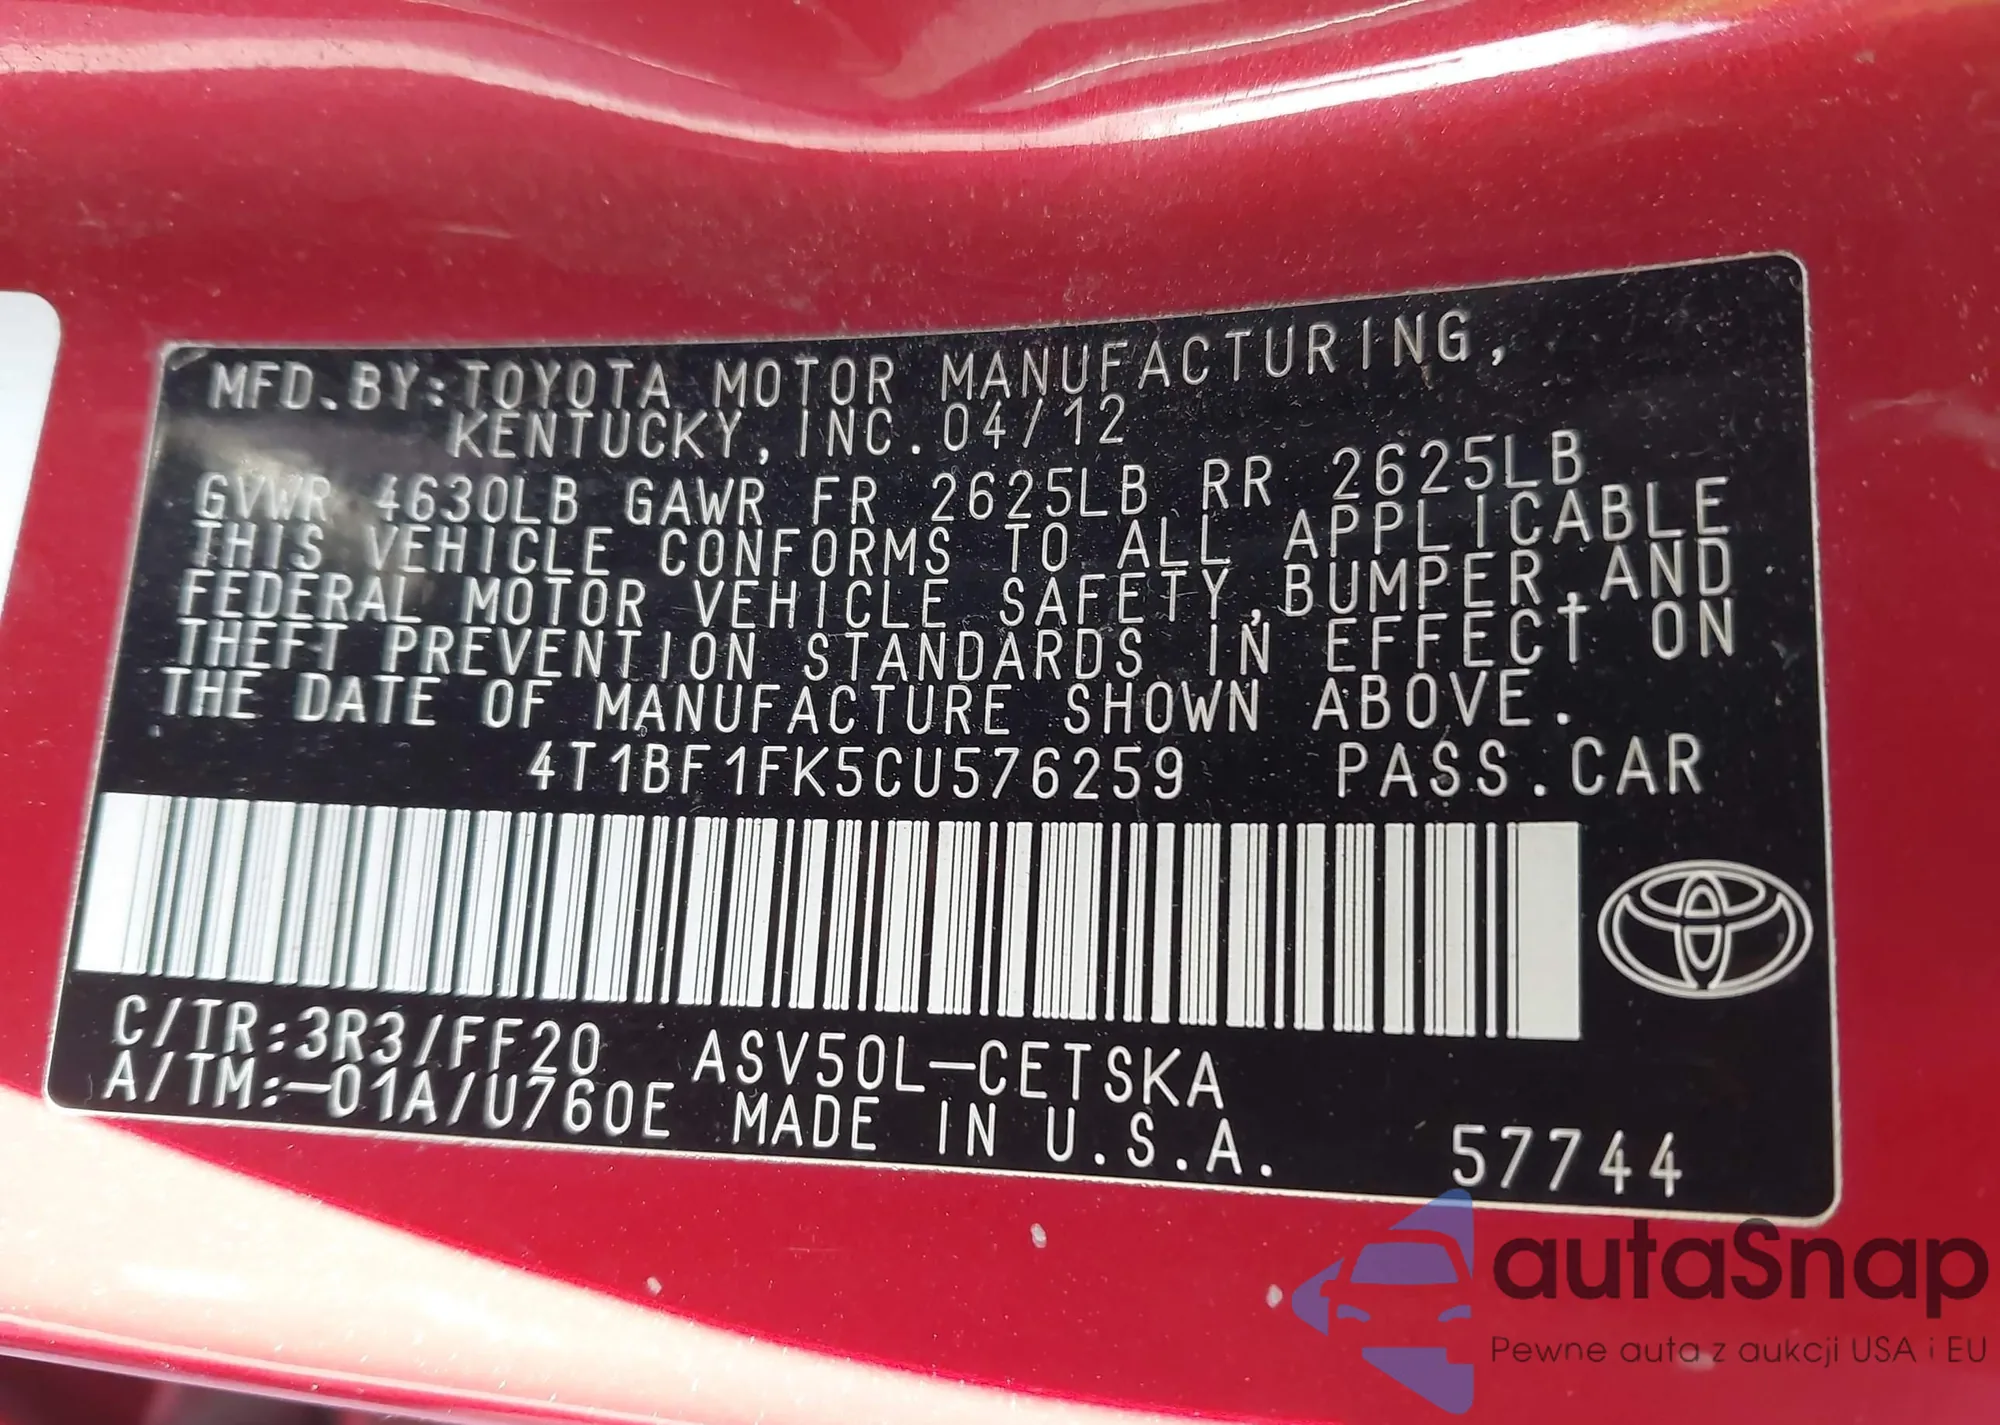 MFD.BY:TOYOTA MOTOR MANUFACTURING,
KENTUCKY, INC. 04/12
GVWR 4630LB GAWR FR 2625LB RR 2625LB
THIS VEHICLE CONFORMS TO ALL APPLICABLE
FEDERAL MOTOR VEHICLE SAFETY,BUMPER,AND
THEFT PREVENTION STANDARDS IN EFFECT ON
THE DATE OF MANUFACTURE SHOWN ABOVE.
4T1BF1FK5CU576259 PASS.CAR
C/TR:3R3/FF20 ASV50L-CETSKA
A/TM:-01A/U760E MADE IN U.S.A. 57744
autaSnap
Pewne auta z aukcji USA i EU